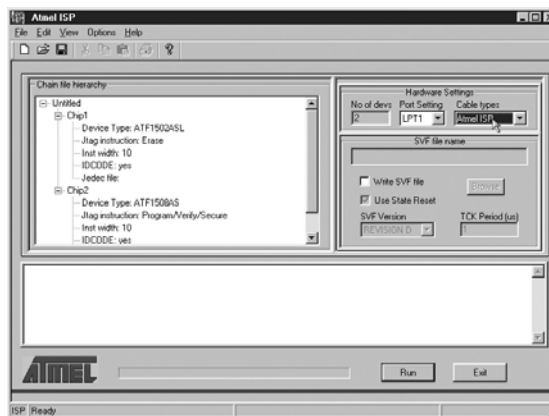 Atmel ISP
File Edit View Options Help
Chain file hierarchy
Untitled
Chip1
Device Type: ATF1502ASL
Jtag instruction: Erase
Inst width: 10
IDCODE: yes
Jedec file:
Chip2
Device Type: ATF1508AS
Jtag instruction: Program/Verify/Secure
Inst width: 10
IDCODE: yes
Hardware Settings
No of devs Port Setting Cable types
2 LPT1 Atmel ISP
SVF file name
Write SVF file Browse
Use State Reset
SVF Version TCK Period (us)
REVISION D 1
ATMEL Run Exit
ISP Ready